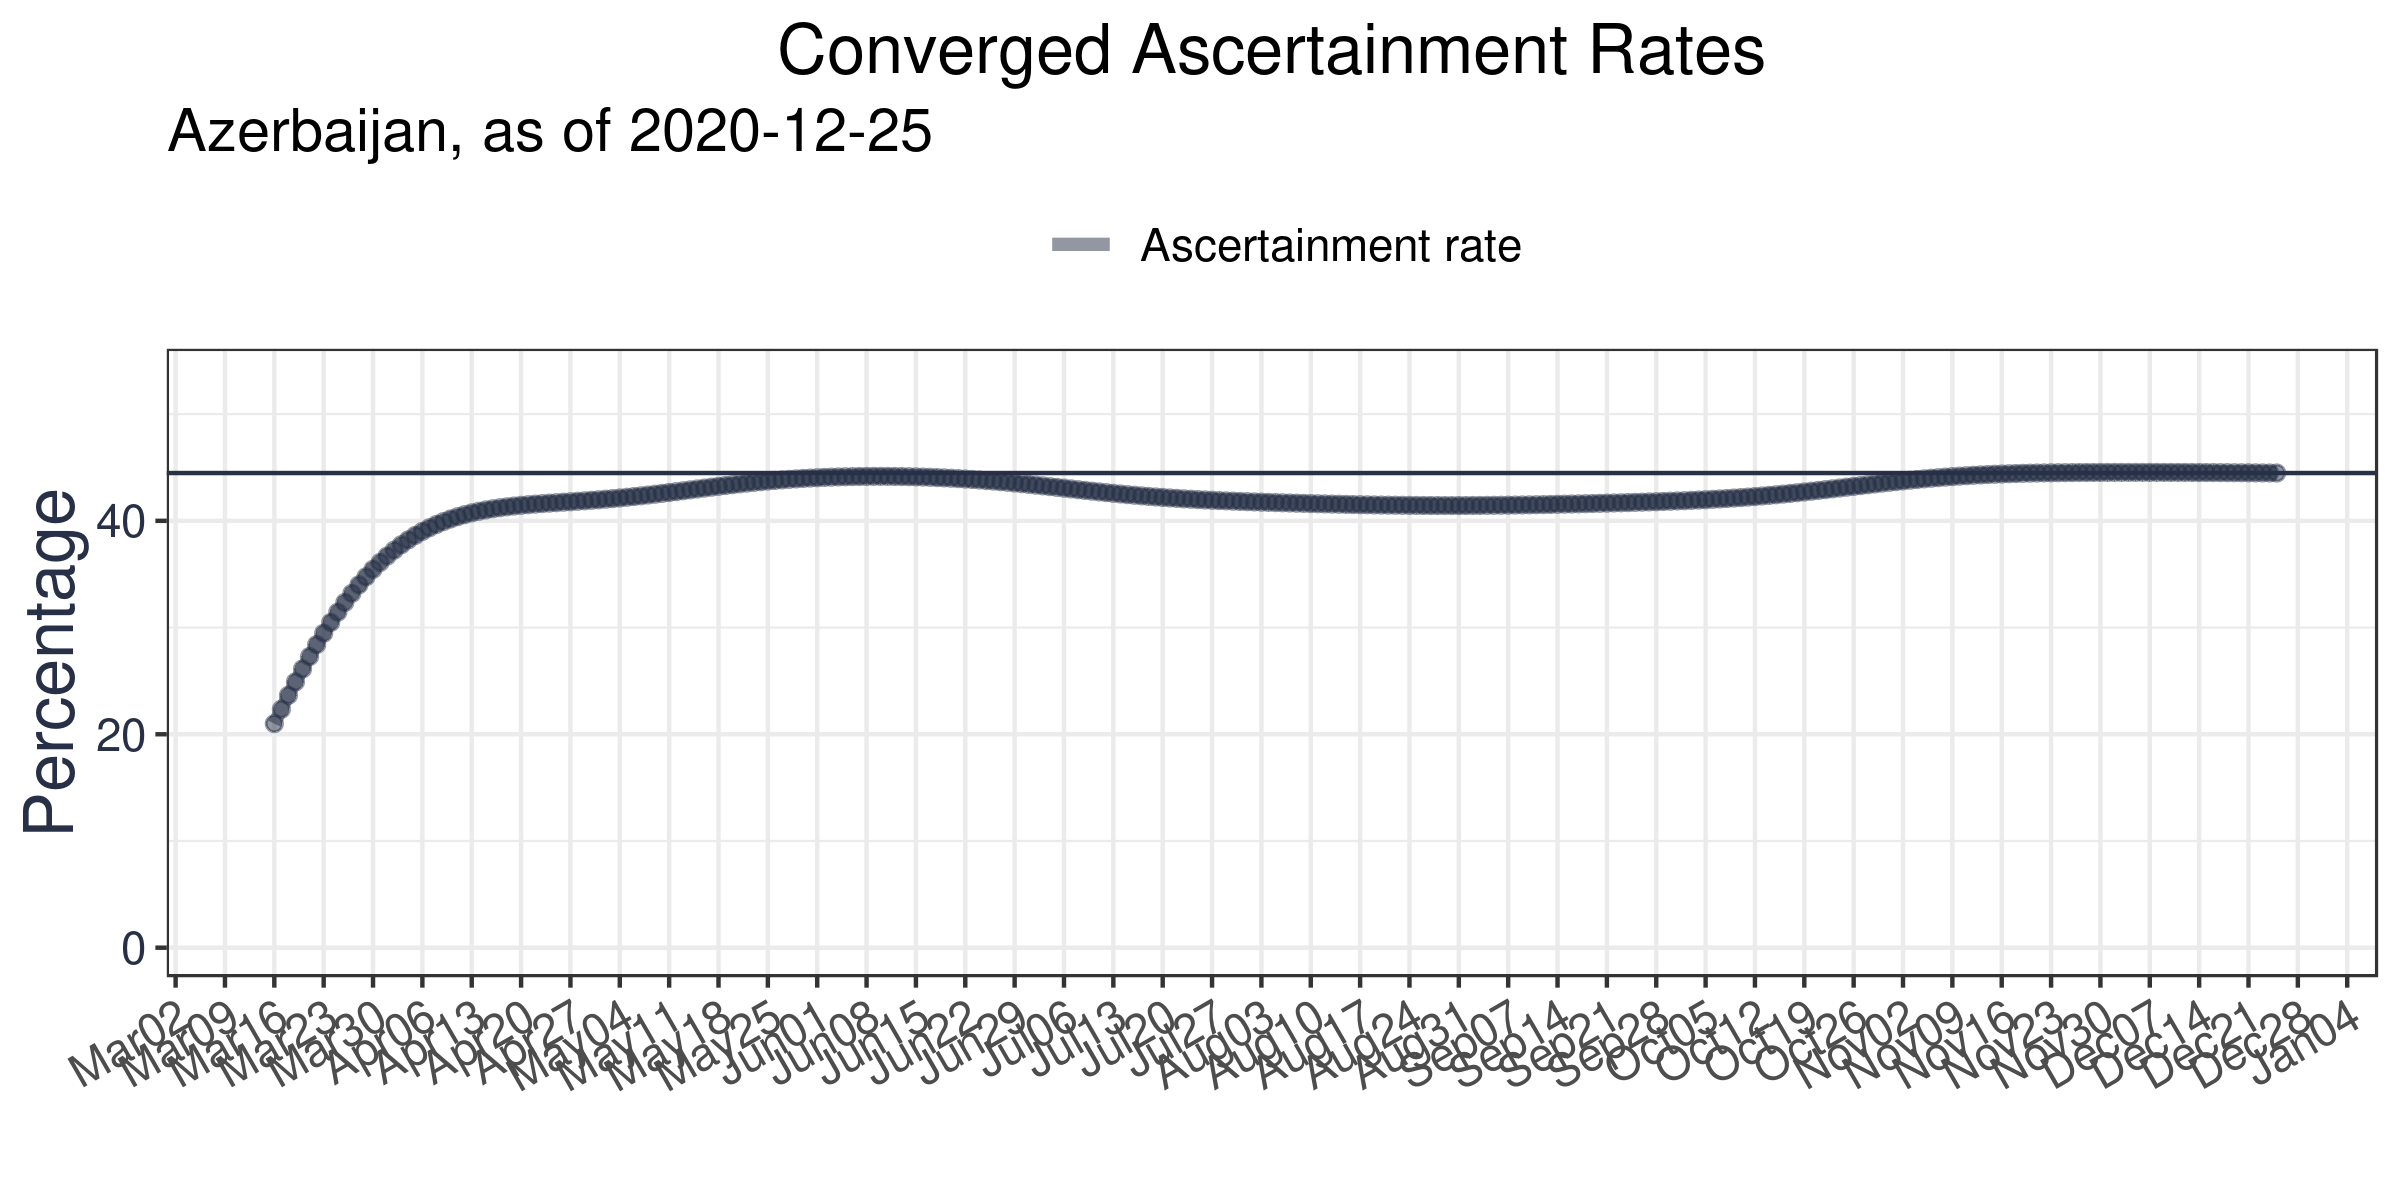 Converged Ascertainment Rates
Azerbaijan, as of 2020-12-25
Ascertainment rate
Percentage
40
20
0
Mar02
Mar09
Mar16
Mar23
Mar30
Apr06
Apr13
Apr20
Apr27
May04
May11
May18
May25
Jun01
Jun08
Jun15
Jun22
Jun29
Jul06
Jul13
Jul20
Jul27
Aug03
Aug10
Aug17
Aug24
Aug31
Sep07
Sep14
Sep21
Sep28
Oct05
Oct12
Oct19
Oct26
Nov02
Nov09
Nov16
Nov23
Nov30
Dec07
Dec14
Dec21
Dec28
Jan04